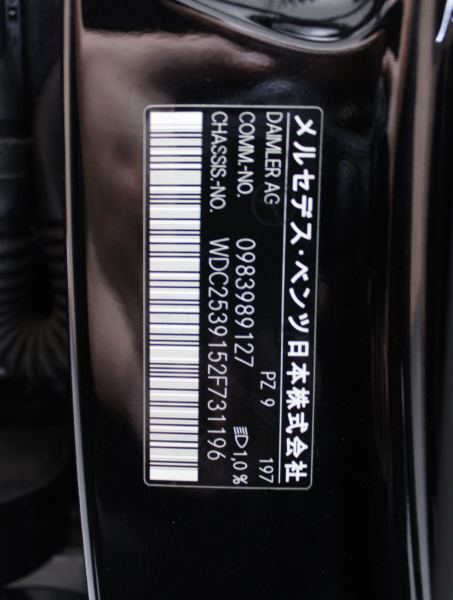 メルセデス・ベンツ日本株式会社
DAIMLER AG PZ 9 197
COMM.-NO. 0983989127 1,0%
CHASSIS.-NO. WDC2539152F731196